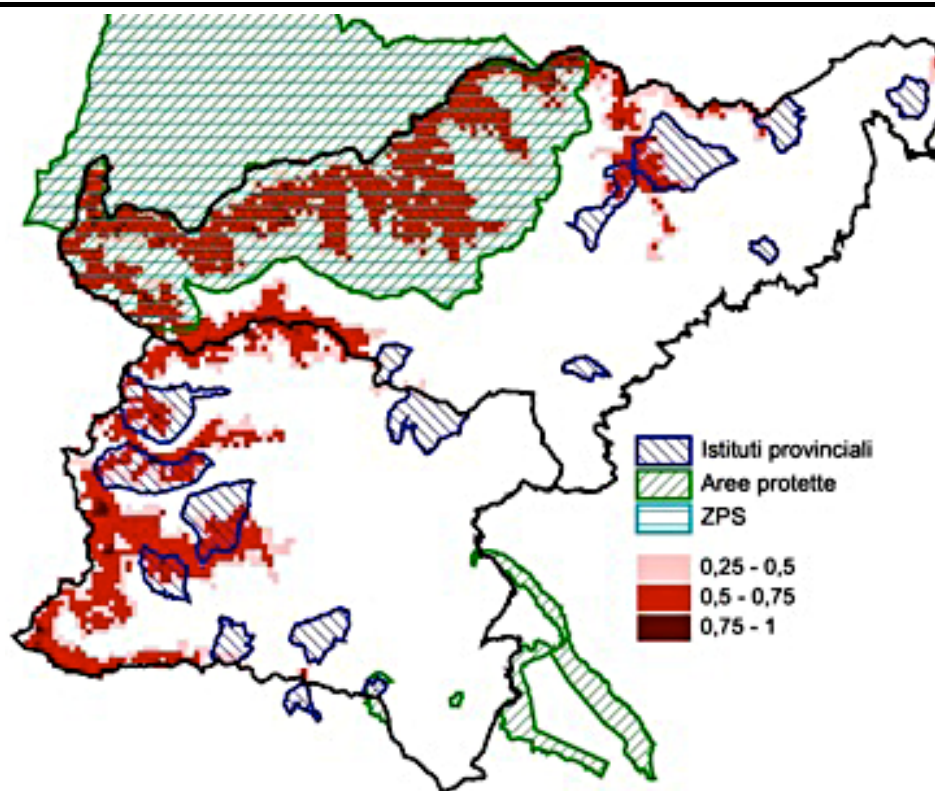 Istituti provinciali
Aree protette
ZPS
0,25 - 0,5
0,5 - 0,75
0,75 - 1